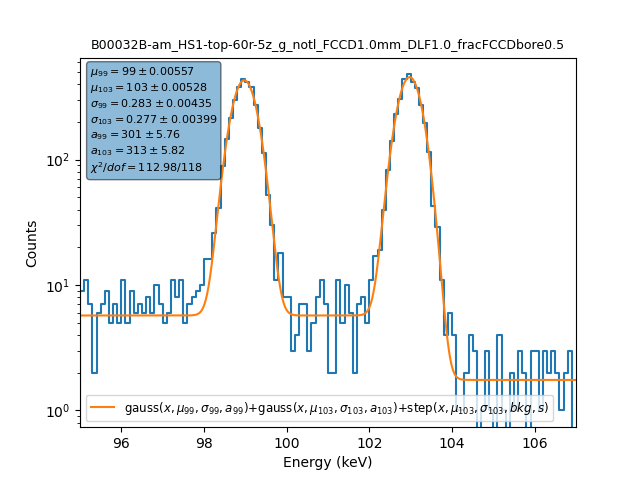 B00032B-am_HS1-top-60r-5z_g_notl_FCCD1.0mm_DLF1.0_fracFCCDbore0.5
μ₉₉ = 99 ± 0.00557
μ₁₀₃ = 103 ± 0.00528
σ₉₉ = 0.283 ± 0.00435
σ₁₀₃ = 0.277 ± 0.00399
a₉₉ = 301 ± 5.76
a₁₀₃ = 313 ± 5.82
χ²/dof = 112.98/118
Counts
10²
10¹
10⁰
gauss(x, μ₉₉, σ₉₉, a₉₉)+gauss(x, μ₁₀₃, σ₁₀₃, a₁₀₃)+step(x, μ₁₀₃, σ₁₀₃, bkg, s)
96 98 100 102 104 106
Energy (keV)